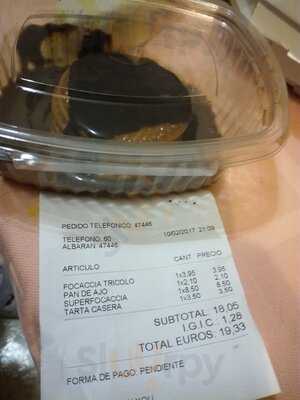 PEDIDO TELEFONICO: 47446
10/02/2017 21:09
TELEFONO: 60
ALBARAN: 47446
ARTICULO CANT PRECIO
FOCACCIA TRICOLO 1x3,95 3,95
PAN DE AJO 1x2,10 2,10
SUPERFOCACCIA 1x8,50 8,50
TARTA CASERA 1x3,50 3,50
SUBTOTAL: 18,05
I.G.I.C.: 1,28
TOTAL EUROS: 19,33
FORMA DE PAGO: PENDIENTE